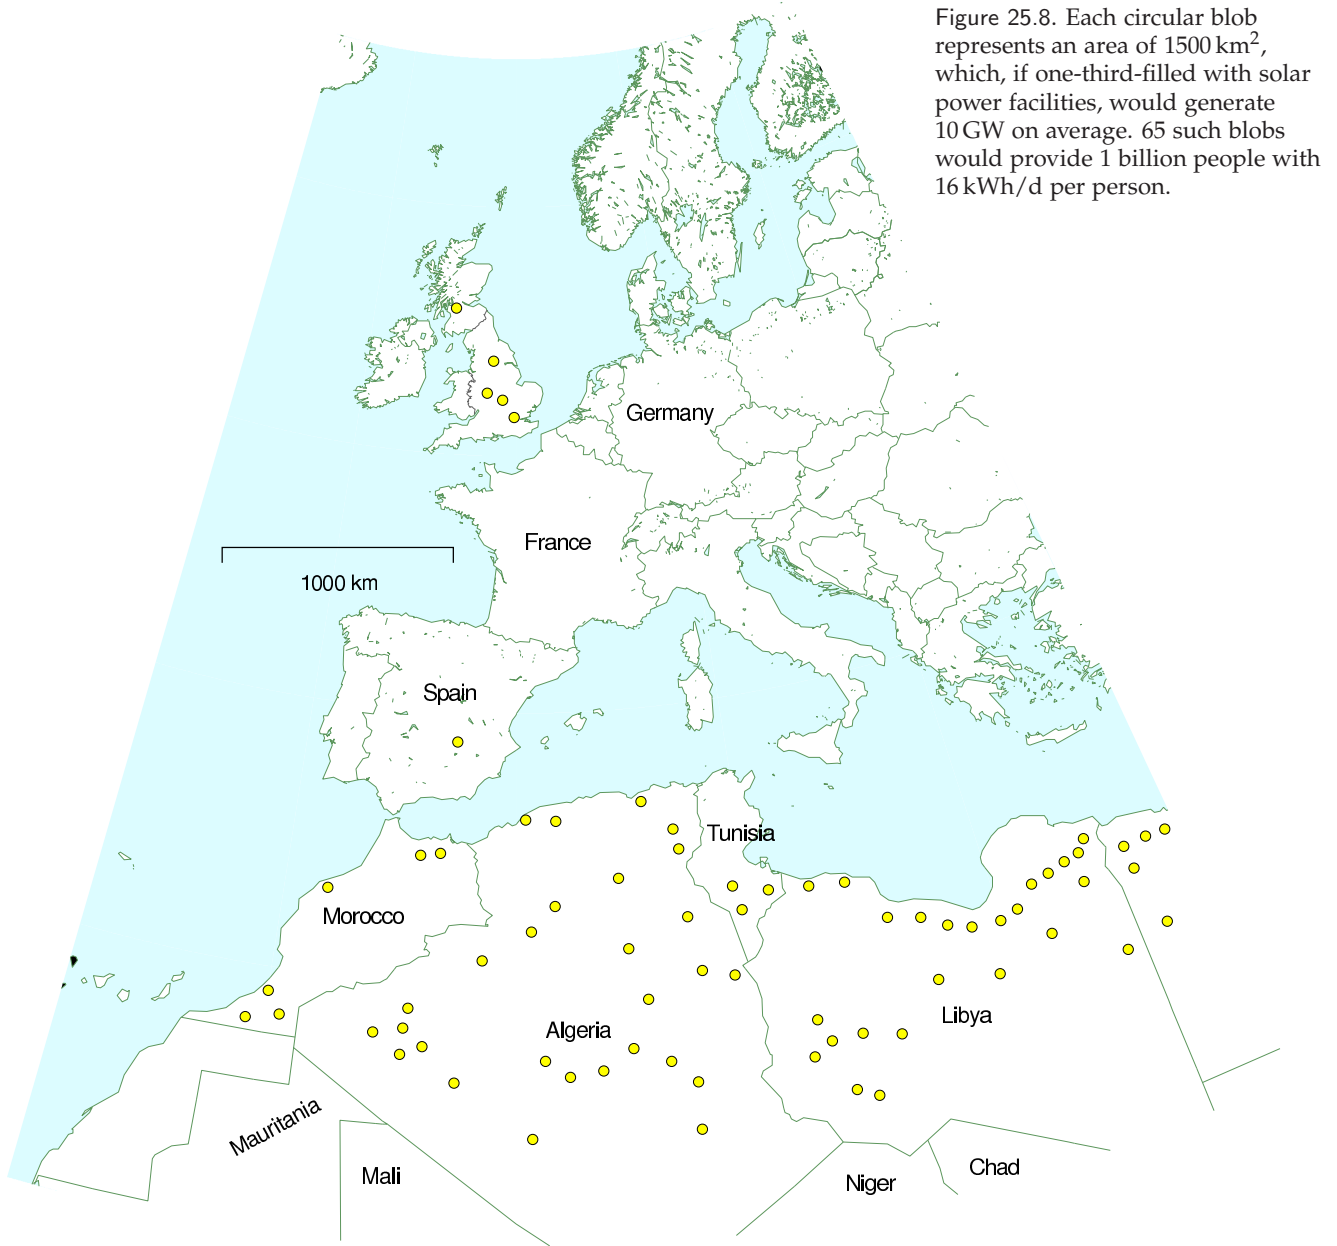 Figure 25.8. Each circular blob
represents an area of 1500 km²,
which, if one-third-filled with solar
power facilities, would generate
10 GW on average. 65 such blobs
would provide 1 billion people with
16 kWh/d per person.
Germany
France
1000 km
Spain
Tunisia
Morocco
Algeria
Libya
Mauritania
Mali
Niger
Chad